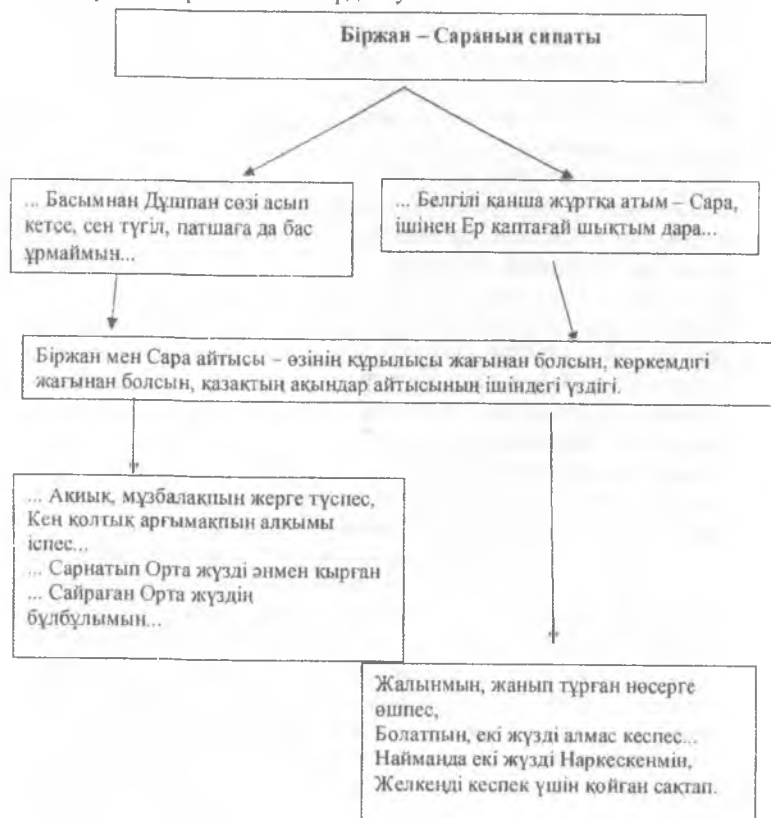 Біржан – Сараның сипаты
... Басымнан Дұшпан сөзі асып
кетсе, сен түгіл, патшаға да бас
ұрмаймын...
... Белгілі қанша жұртқа атым – Сара,
ішінен Ер қаптағай шықтым дара...
Біржан мен Сара айтысы – өзінің құрылысы жағынан болсын, көркемдігі
жағынан болсын, қазақтың ақындар айтысының ішіндегі үздігі.
... Ақиық, мұзбалақпын жерге түспес,
Кең қолтық арғымақпын алқымы
іспес...
... Сарнатып Орта жүзді әнмен қырған
... Сайраған Орта жүздің
бұлбұлымын...
Жалынмын, жанып тұрған нөсерге
өшпес,
Болатпын, екі жүзді алмас кеспес...
Найманда екі жүзді Наркескенмін,
Желкеңді кеспек үшін қойған сақтап.